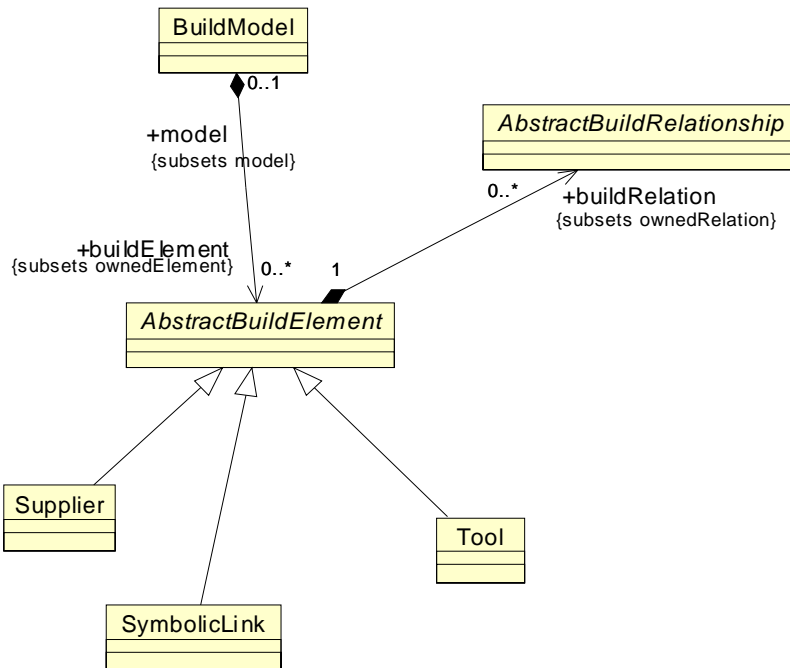 BuildModel
0..1
+model
{subsets model}
AbstractBuildRelationship
0..*
+buildRelation
{subsets ownedRelation}
+buildElement
{subsets ownedElement}
0..*
1
AbstractBuildElement
Supplier
Tool
SymbolicLink